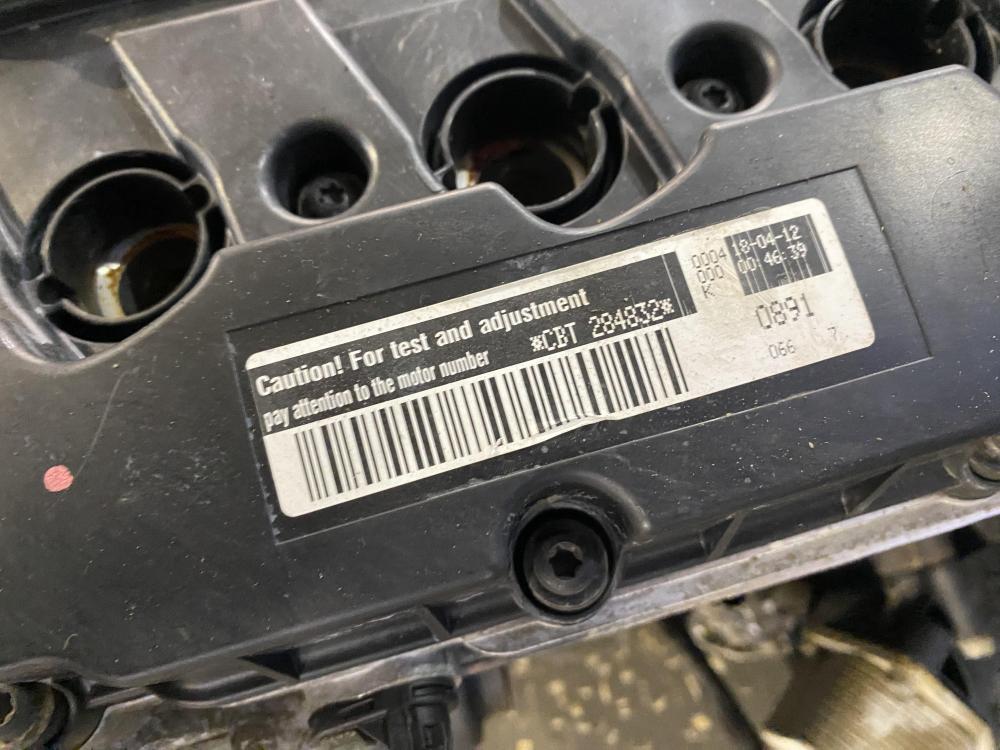 Caution! For test and adjustment
pay attention to the motor number
*CBT 284832*
0004 18-04-12
000 00:46:39
K
0891
066 7